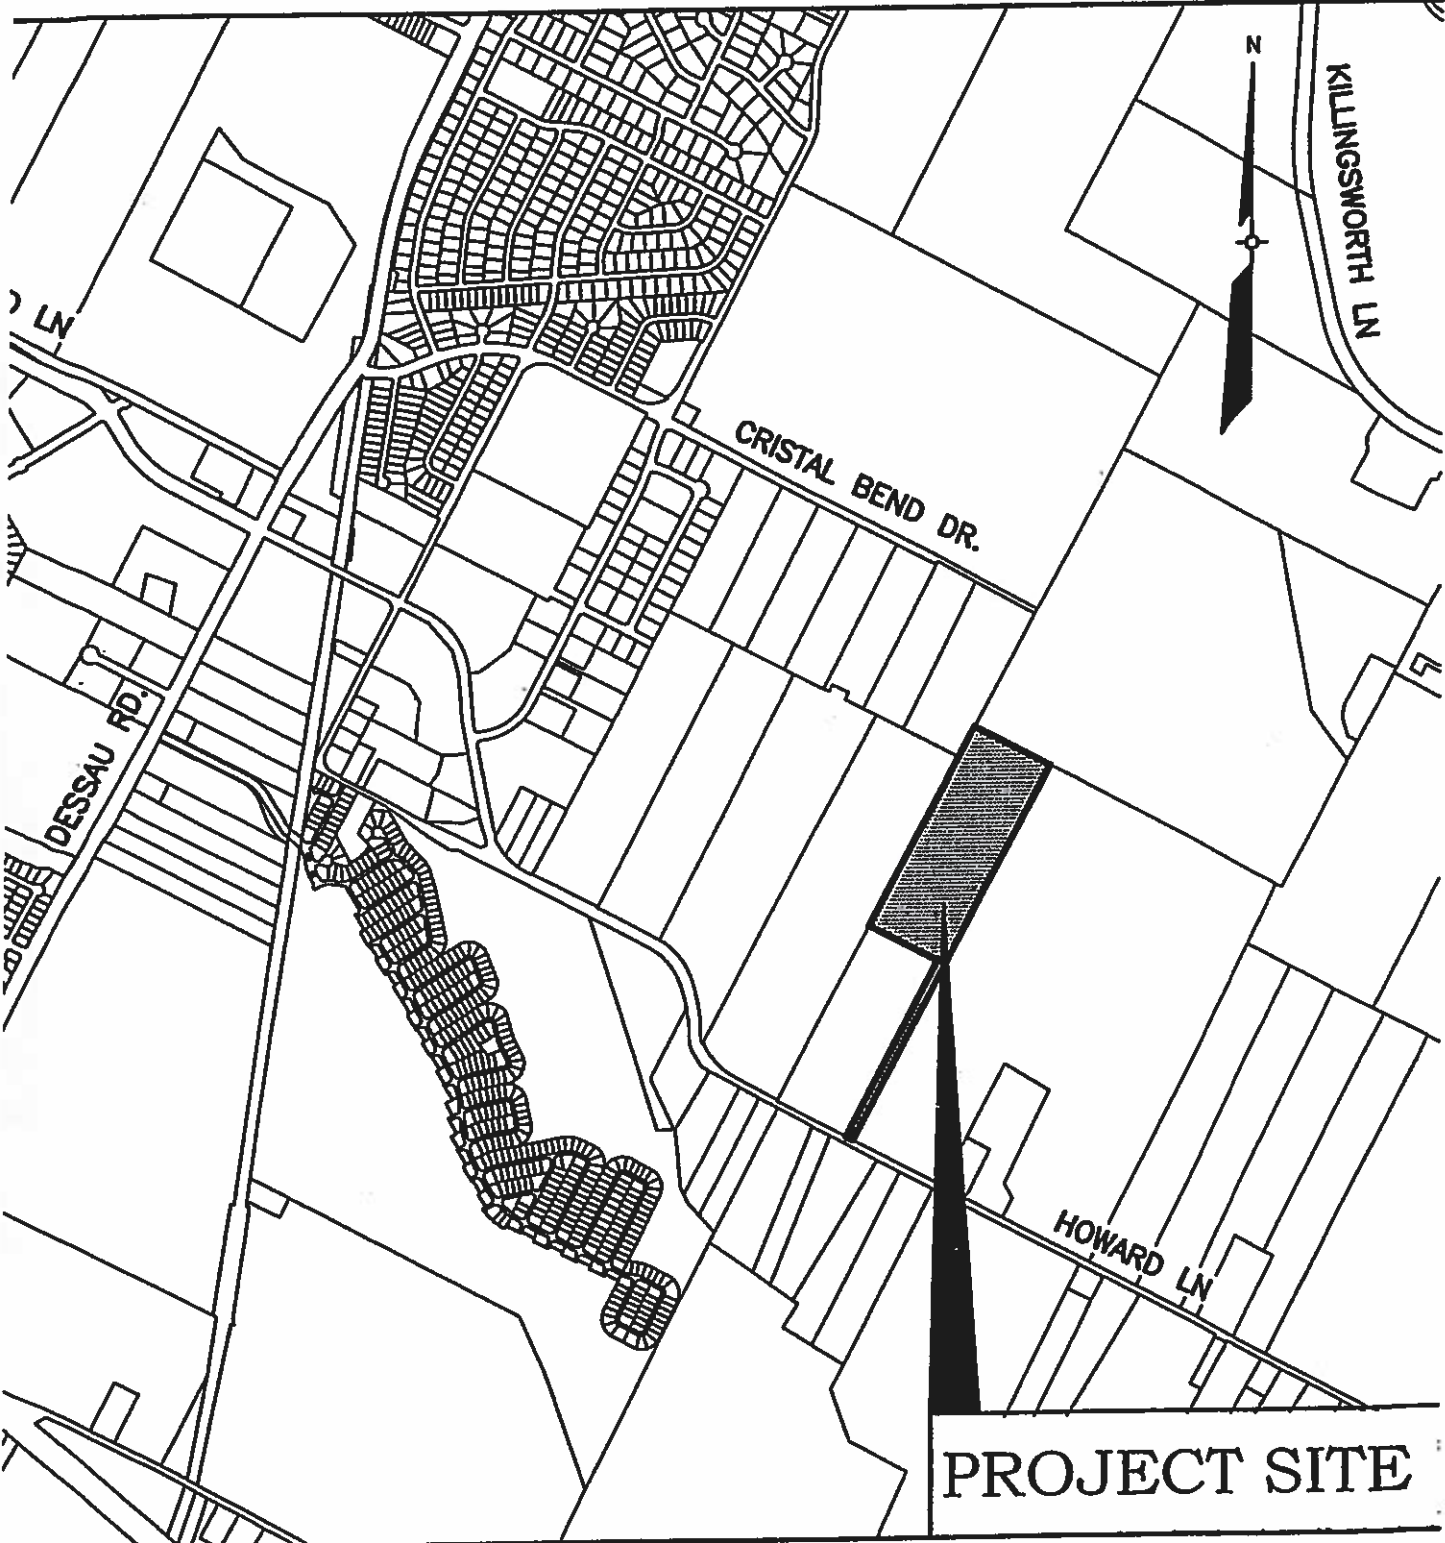 N
KILLINGSWORTH LN
LN
CRISTAL BEND DR.
DESSAU RD.
HOWARD LN
PROJECT SITE